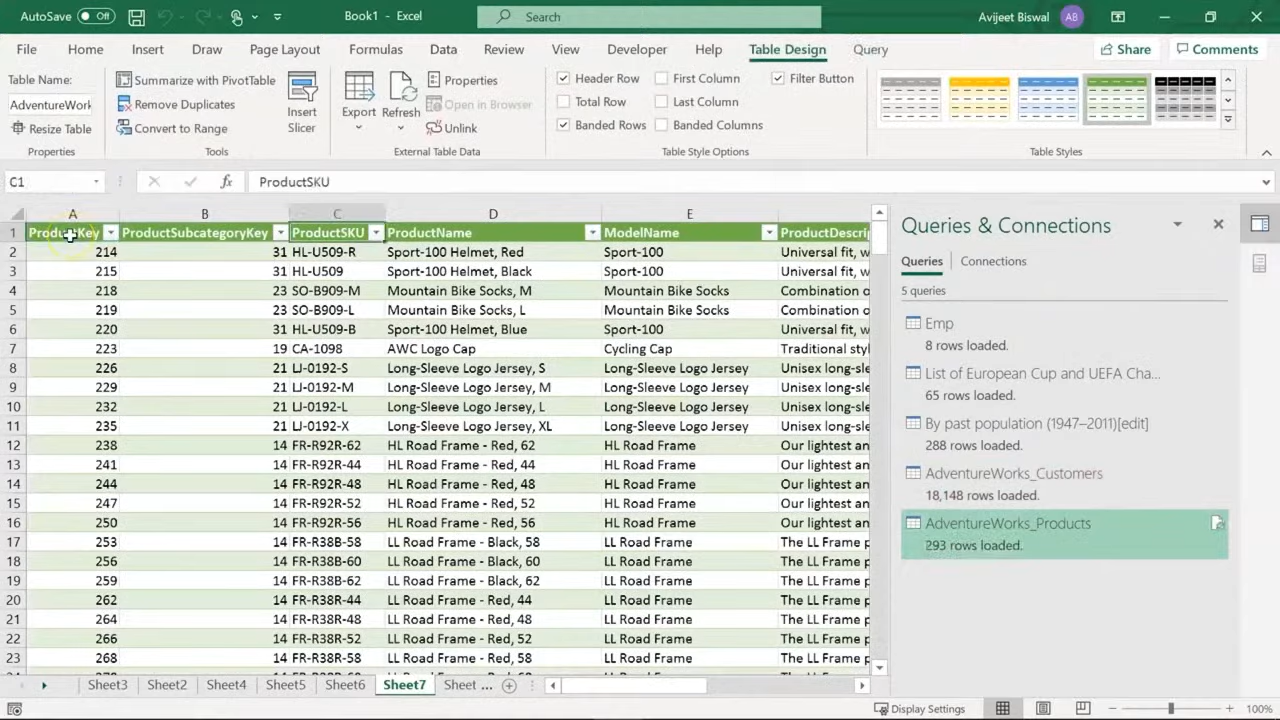 AutoSave Off Book1 - Excel Search Avijeet Biswal AB
File Home Insert Draw Page Layout Formulas Data Review View Developer Help Table Design Query Share Comments
Table Name: Summarize with PivotTable Properties Header Row First Column Filter Button
AdventureWork Remove Duplicates Insert Slicer Export Refresh Open in Browser Total Row Last Column
Resize Table Convert to Range Unlink Banded Rows Banded Columns
Properties Tools External Table Data Table Style Options Table Styles
C1 fx ProductSKU
A B C D E
1 ProductKey ProductSubcategoryKey ProductSKU ProductName ModelName ProductDescrip
2 214 31 HL-U509-R Sport-100 Helmet, Red Sport-100 Universal fit, w
3 215 31 HL-U509 Sport-100 Helmet, Black Sport-100 Universal fit, w
4 218 23 SO-B909-M Mountain Bike Socks, M Mountain Bike Socks Combination o
5 219 23 SO-B909-L Mountain Bike Socks, L Mountain Bike Socks Combination o
6 220 31 HL-U509-B Sport-100 Helmet, Blue Sport-100 Universal fit, w
7 223 19 CA-1098 AWC Logo Cap Cycling Cap Traditional styl
8 226 21 LJ-0192-S Long-Sleeve Logo Jersey, S Long-Sleeve Logo Jersey Unisex long-sl
9 229 21 LJ-0192-M Long-Sleeve Logo Jersey, M Long-Sleeve Logo Jersey Unisex long-sl
10 232 21 LJ-0192-L Long-Sleeve Logo Jersey, L Long-Sleeve Logo Jersey Unisex long-sl
11 235 21 LJ-0192-X Long-Sleeve Logo Jersey, XL Long-Sleeve Logo Jersey Unisex long-sl
12 238 14 FR-R92R-62 HL Road Frame - Red, 62 HL Road Frame Our lightest an
13 241 14 FR-R92R-44 HL Road Frame - Red, 44 HL Road Frame Our lightest an
14 244 14 FR-R92R-48 HL Road Frame - Red, 48 HL Road Frame Our lightest an
15 247 14 FR-R92R-52 HL Road Frame - Red, 52 HL Road Frame Our lightest an
16 250 14 FR-R92R-56 HL Road Frame - Red, 56 HL Road Frame Our lightest an
17 253 14 FR-R38B-58 LL Road Frame - Black, 58 LL Road Frame The LL Frame p
18 256 14 FR-R38B-60 LL Road Frame - Black, 60 LL Road Frame The LL Frame p
19 259 14 FR-R38B-62 LL Road Frame - Black, 62 LL Road Frame The LL Frame p
20 262 14 FR-R38R-44 LL Road Frame - Red, 44 LL Road Frame The LL Frame p
21 264 14 FR-R38R-48 LL Road Frame - Red, 48 LL Road Frame The LL Frame p
22 266 14 FR-R38R-52 LL Road Frame - Red, 52 LL Road Frame The LL Frame p
23 268 14 FR-R38R-58 LL Road Frame - Red, 58 LL Road Frame The LL Frame p
Queries & Connections
Queries Connections
5 queries
Emp
8 rows loaded.
List of European Cup and UEFA Cha...
65 rows loaded.
By past population (1947–2011)[edit]
288 rows loaded.
AdventureWorks_Customers
18,148 rows loaded.
AdventureWorks_Products
293 rows loaded.
Sheet3 Sheet2 Sheet4 Sheet5 Sheet6 Sheet7 Sheet ...
Display Settings 100%